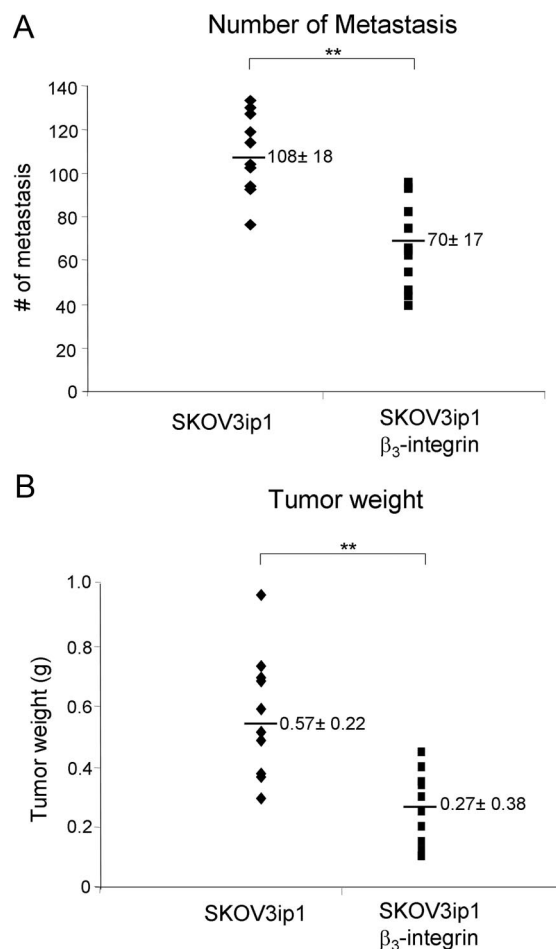 A
Number of Metastasis
**
# of metastasis
140
120
100
80
60
40
20
0
108± 18
70± 17
SKOV3ip1
SKOV3ip1
β₃-integrin
B
Tumor weight
**
Tumor weight (g)
1.0
0.8
0.6
0.4
0.2
0
0.57± 0.22
0.27± 0.38
SKOV3ip1
SKOV3ip1
β₃-integrin